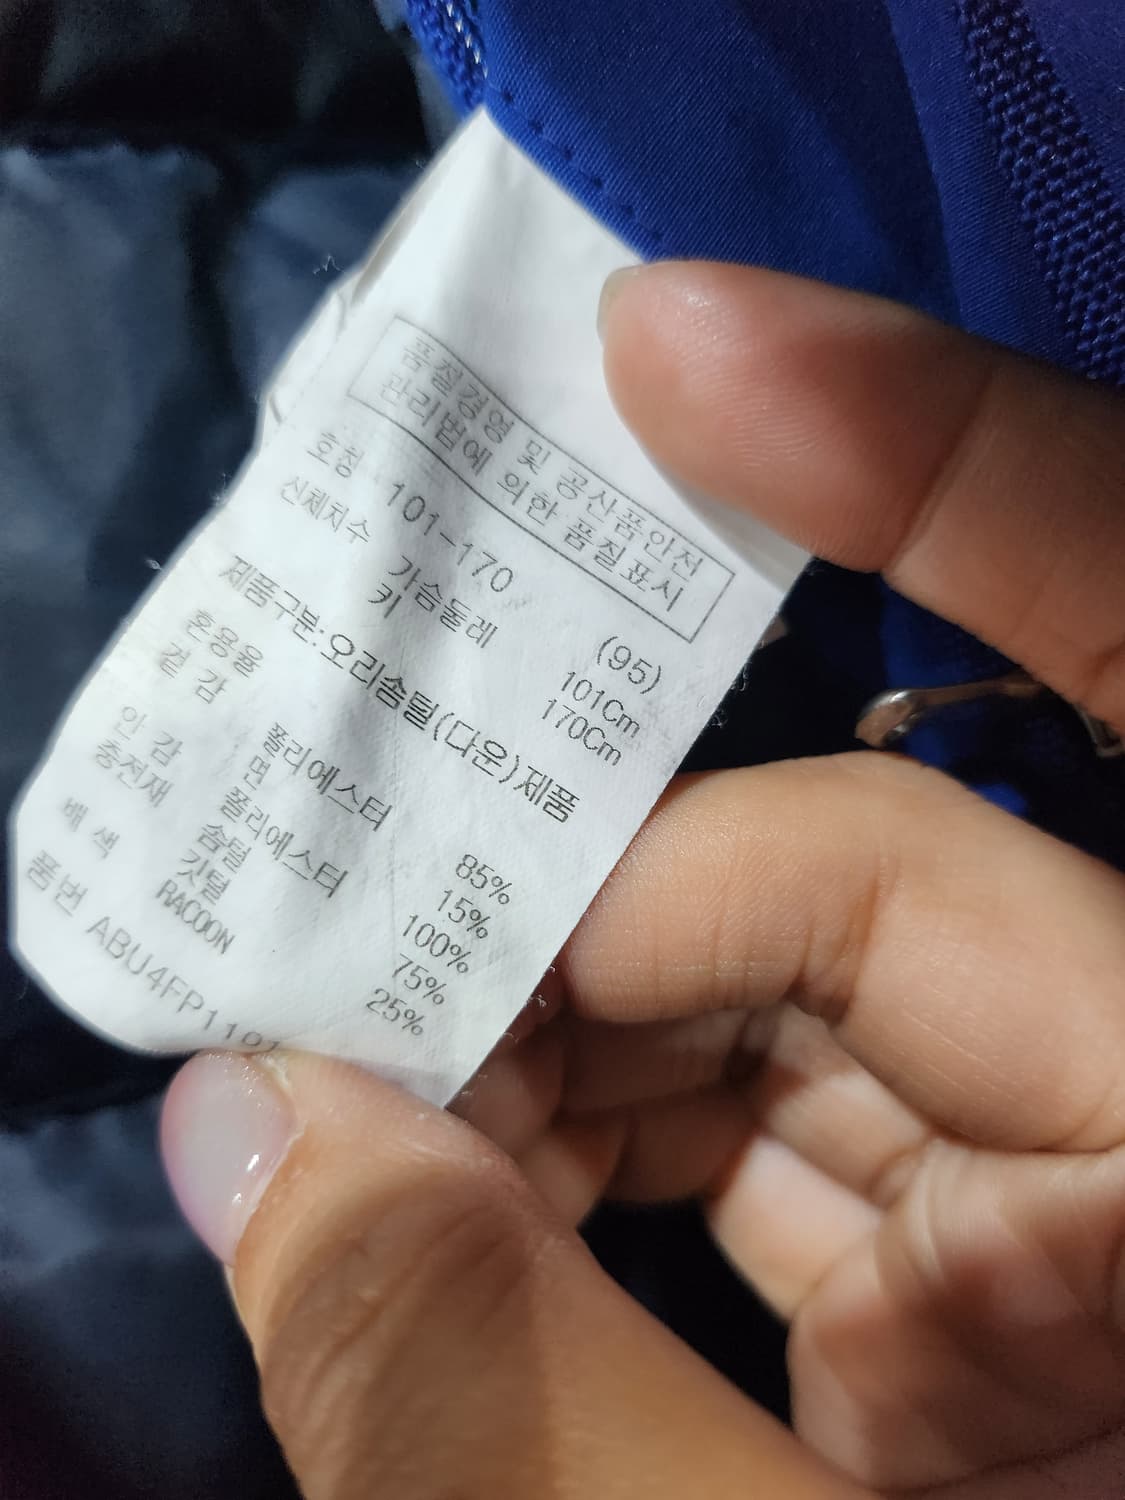 품질경영 및 공산품안전
관리법에 의한 품질표시
호칭 101-170 (95)
신체치수 가슴둘레 101Cm
키 170Cm
제품구분:오리솜털(다운)제품
혼용율
겉 감 폴리에스터 85%
면 15%
안 감 폴리에스터 100%
충전재 솜털 75%
깃털 25%
배 색 RACOON
품번 ABU4FP1101